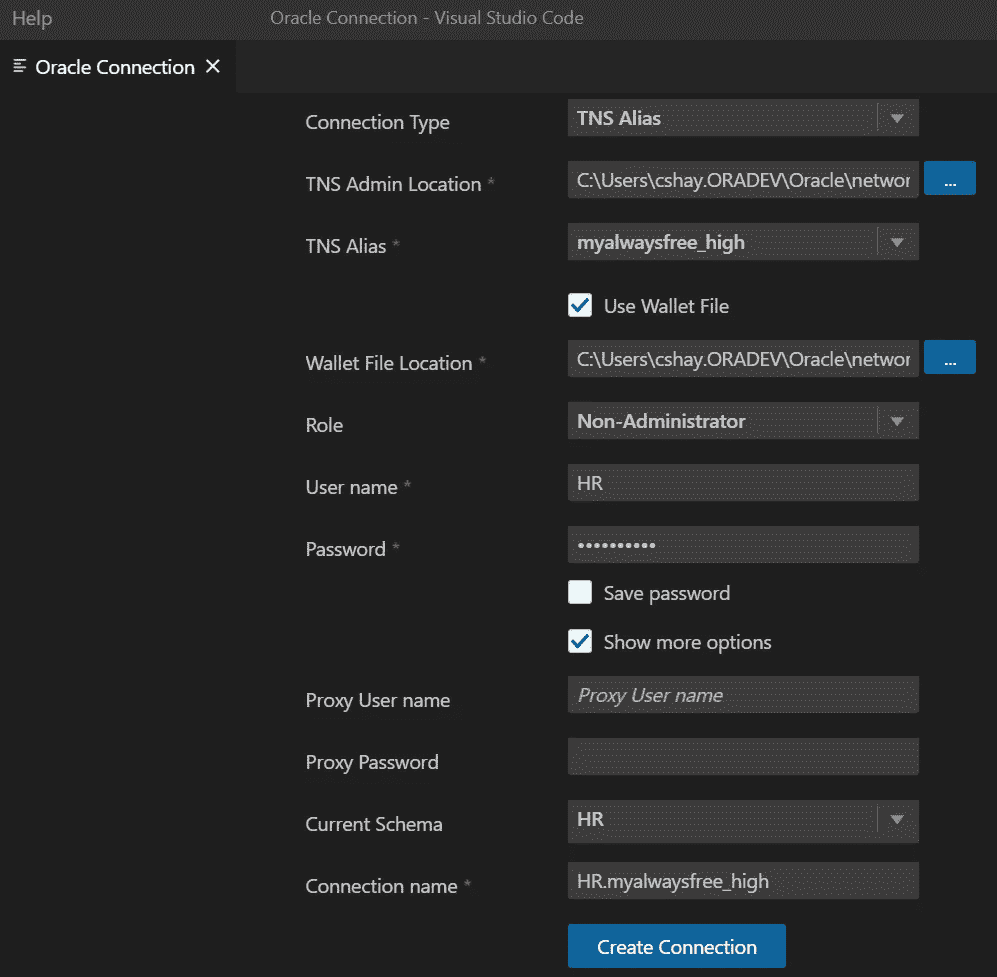 Help Oracle Connection - Visual Studio Code
Oracle Connection
Connection Type TNS Alias
TNS Admin Location * C:\Users\cshay.ORADEV\Oracle\networ ...
TNS Alias * myalwaysfree_high
Use Wallet File
Wallet File Location * C:\Users\cshay.ORADEV\Oracle\networ ...
Role Non-Administrator
User name * HR
Password * ••••••••••
Save password
Show more options
Proxy User name Proxy User name
Proxy Password
Current Schema HR
Connection name * HR.myalwaysfree_high
Create Connection